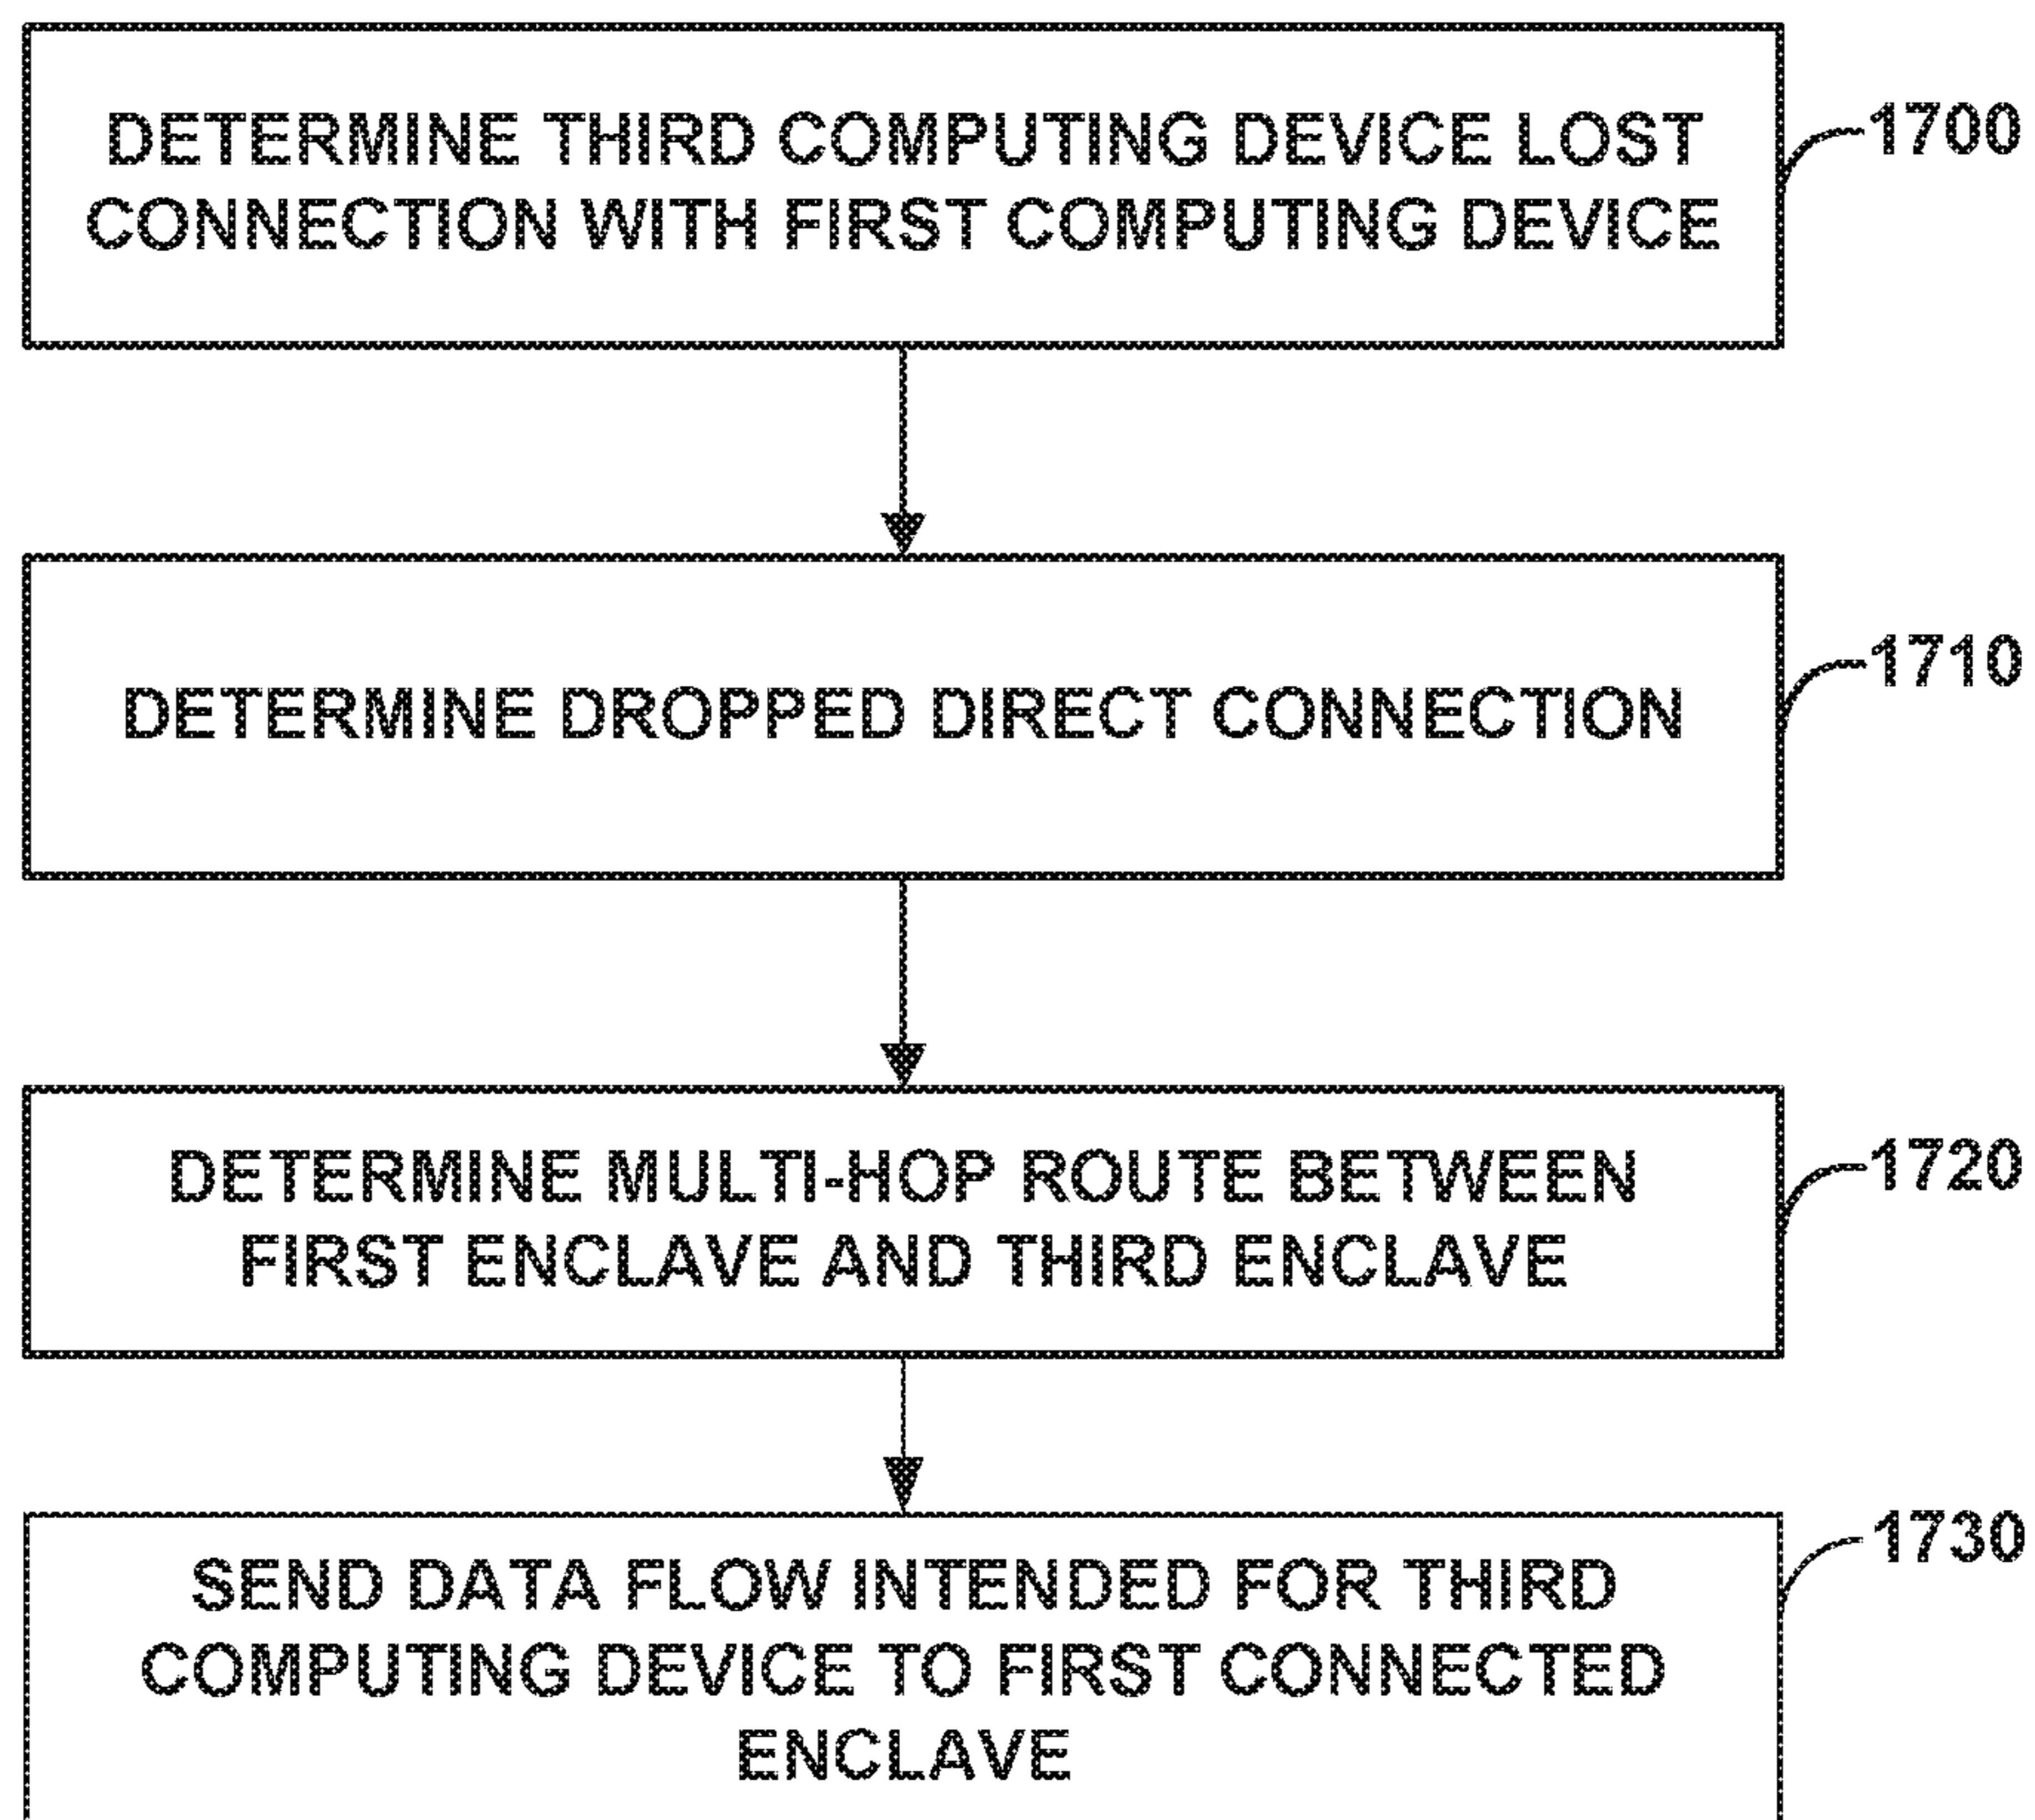 DETERMINE THIRD COMPUTING DEVICE LOST
CONNECTION WITH FIRST COMPUTING DEVICE
1700
DETERMINE DROPPED DIRECT CONNECTION
1710
DETERMINE MULTI-HOP ROUTE BETWEEN
FIRST ENCLAVE AND THIRD ENCLAVE
1720
SEND DATA FLOW INTENDED FOR THIRD
COMPUTING DEVICE TO FIRST CONNECTED
ENCLAVE
1730